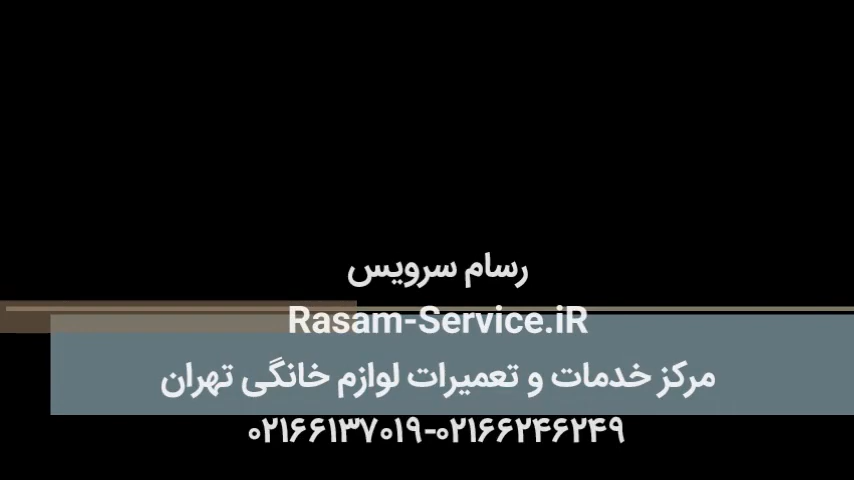 رسام سرویس
Rasam-Service.iR
مرکز خدمات و تعمیرات لوازم خانگی تهران
۰۲۱۶۶۱۳۷۰۱۹-۰۲۱۶۶۲۴۶۲۴۹